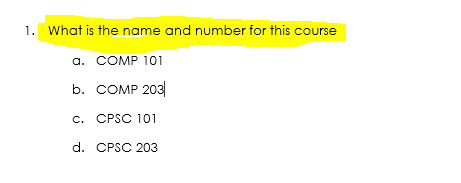 1. What is the name and number for this course
a. COMP 101
b. COMP 203
c. CPSC 101
d. CPSC 203